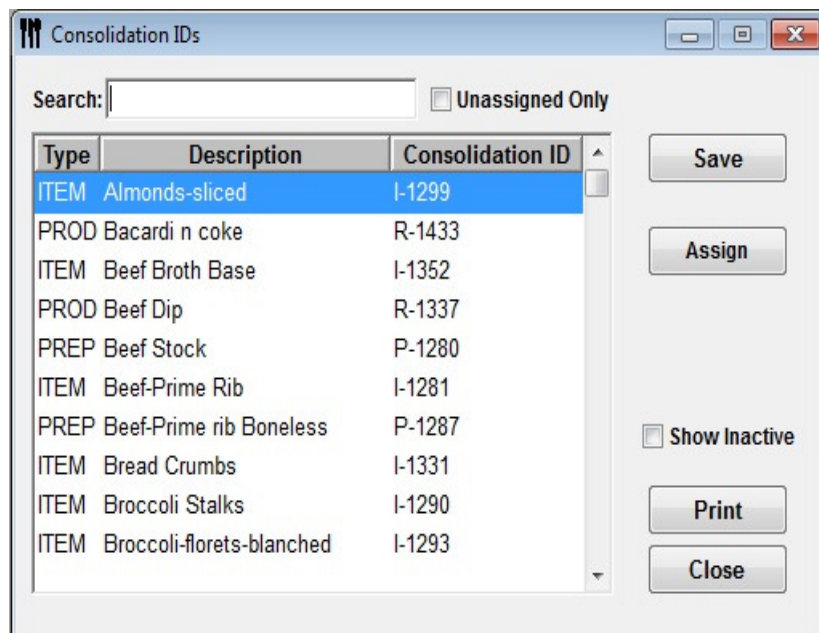 Consolidation IDs
Search: Unassigned Only
Type Description Consolidation ID
ITEM Almonds-sliced I-1299
PROD Bacardi n coke R-1433
ITEM Beef Broth Base I-1352
PROD Beef Dip R-1337
PREP Beef Stock P-1280
ITEM Beef-Prime Rib I-1281
PREP Beef-Prime rib Boneless P-1287
ITEM Bread Crumbs I-1331
ITEM Broccoli Stalks I-1290
ITEM Broccoli-florets-blanched I-1293
Save
Assign
Show Inactive
Print
Close